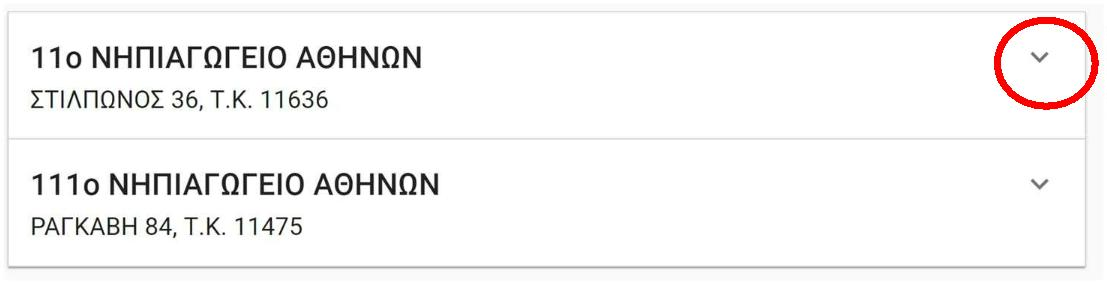 11ο ΝΗΠΙΑΓΩΓΕΙΟ ΑΘΗΝΩΝ
ΣΤΙΛΠΩΝΟΣ 36, Τ.Κ. 11636
111ο ΝΗΠΙΑΓΩΓΕΙΟ ΑΘΗΝΩΝ
ΡΑΓΚΑΒΗ 84, Τ.Κ. 11475